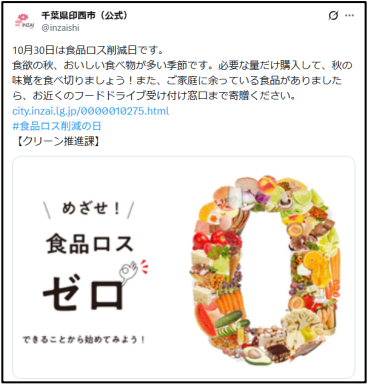 千葉県印西市（公式）
@inzaishi
10月30日は食品ロス削減日です。
食欲の秋、おいしい食べ物が多い季節です。必要な量だけ購入して、秋の
味覚を食べ切りましょう！また、ご家庭に余っている食品がありました
ら、お近くのフードドライブ受け付け窓口まで寄贈ください。
city.inzai.lg.jp/0000010275.html
#食品ロス削減の日
【クリーン推進課】
めざせ！
食品ロス
ゼロ
できることから始めてみよう！